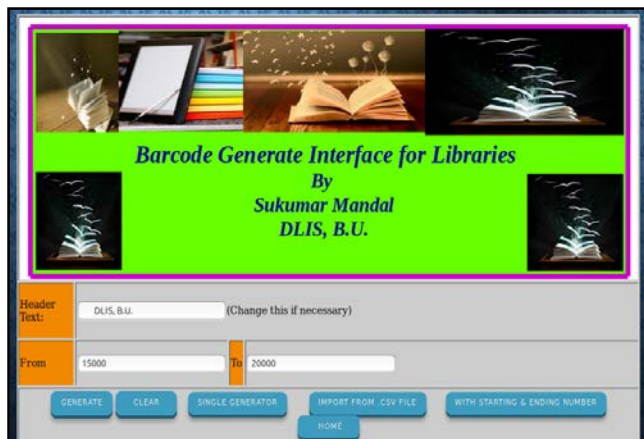 Barcode Generate Interface for Libraries
By
Sukumar Mandal
DLIS, B.U.
Header Text: DLIS, B.U. (Change this if necessary)
From 15000 To 20000
GENERATE CLEAR SINGLE GENERATOR IMPORT FROM .CSV FILE WITH STARTING & ENDING NUMBER
HOME